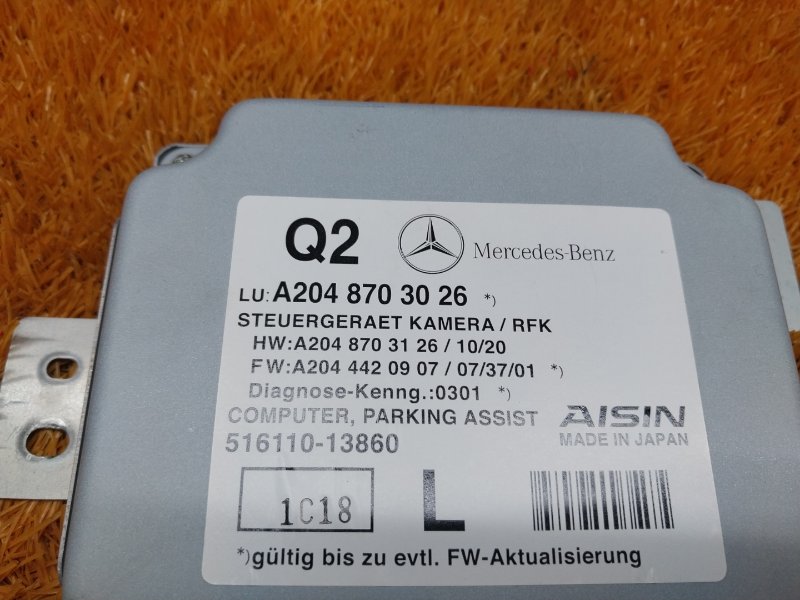 Q2 Mercedes-Benz
LU: A204 870 30 26 *)
STEUERGERAET KAMERA / RFK
HW:A204 870 31 26 / 10/20
FW:A204 442 09 07 / 07/37/01 *)
Diagnose-Kenng.:0301 *)
COMPUTER, PARKING ASSIST AISIN
516110-13860 MADE IN JAPAN
1C18 L
*)gültig bis zu evtl. FW-Aktualisierung